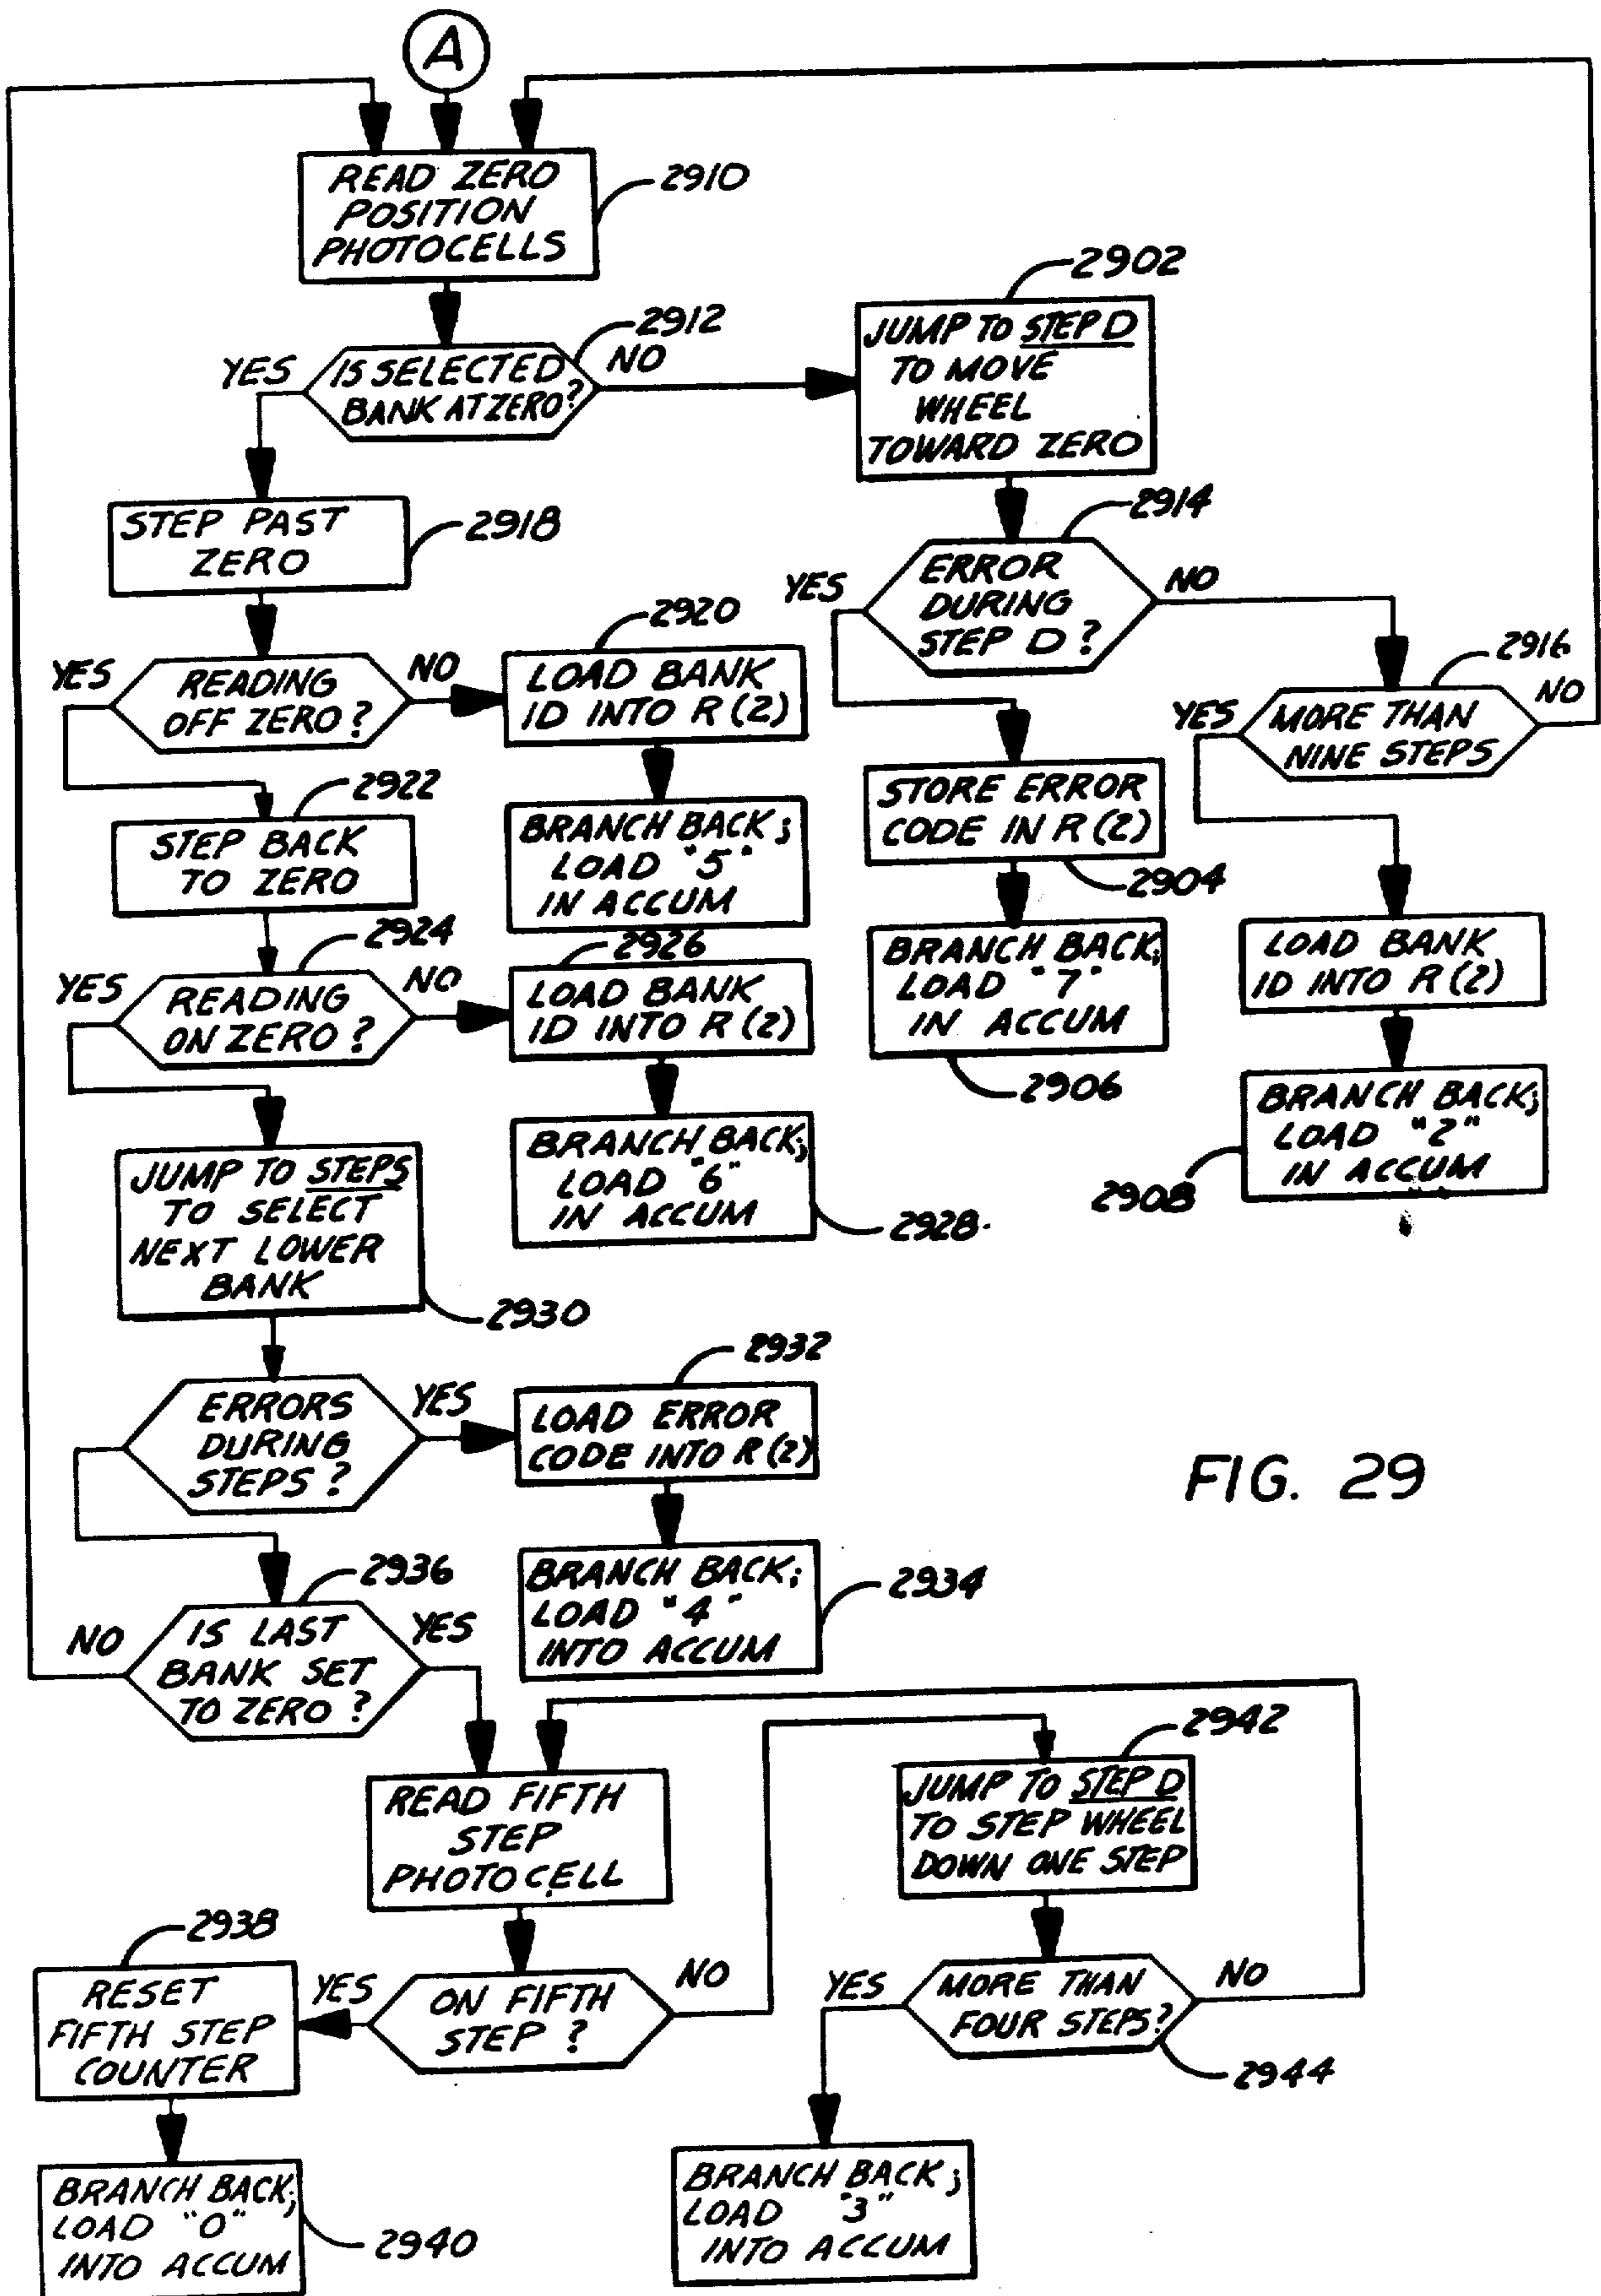 A
READ ZERO
POSITION
PHOTOCELLS
2910
2912
YES
IS SELECTED
BANK AT ZERO?
NO
2902
JUMP TO STEP D
TO MOVE
WHEEL
TOWARD ZERO
STEP PAST
ZERO
2918
2914
YES
ERROR
DURING
STEP D?
NO
YES
READING
OFF ZERO?
NO
2920
LOAD BANK
ID INTO R(2)
2916
YES
MORE THAN
NINE STEPS
NO
2922
STEP BACK
TO ZERO
BRANCH BACK;
LOAD "5"
IN ACCUM
STORE ERROR
CODE IN R(2)
2904
2924
YES
READING
ON ZERO?
NO
2926
LOAD BANK
ID INTO R(2)
BRANCH BACK;
LOAD "7"
IN ACCUM
2906
LOAD BANK
ID INTO R(2)
BRANCH BACK;
LOAD "2"
IN ACCUM
2908
JUMP TO STEPS
TO SELECT
NEXT LOWER
BANK
2930
BRANCH BACK;
LOAD "6"
IN ACCUM
2928
ERRORS
DURING
STEPS?
YES
2932
LOAD ERROR
CODE INTO R(2)
FIG. 29
2936
NO
IS LAST
BANK SET
TO ZERO?
YES
BRANCH BACK;
LOAD "4"
INTO ACCUM
2934
READ FIFTH
STEP
PHOTOCELL
2942
JUMP TO STEP D
TO STEP WHEEL
DOWN ONE STEP
2938
RESET
FIFTH STEP
COUNTER
YES
ON FIFTH
STEP?
NO
YES
MORE THAN
FOUR STEPS?
NO
2944
BRANCH BACK;
LOAD "0"
INTO ACCUM
2940
BRANCH BACK;
LOAD "3"
INTO ACCUM